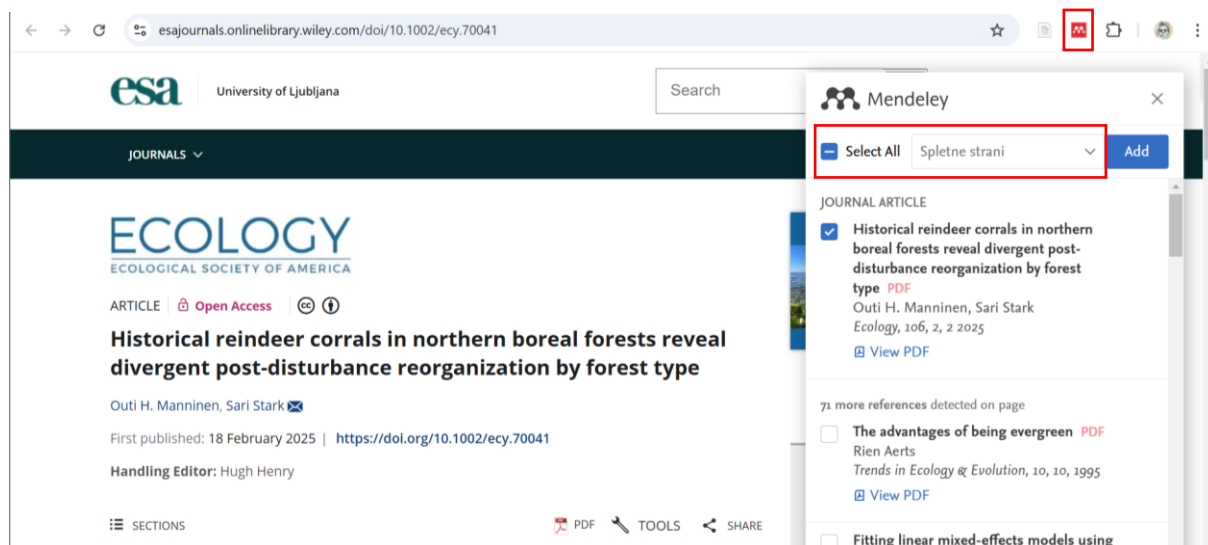 esajournals.onlinelibrary.wiley.com/doi/10.1002/ecy.70041
esa
University of Ljubljana
Search
JOURNALS
ECOLOGY
ECOLOGICAL SOCIETY OF AMERICA
ARTICLE
Open Access
Historical reindeer corrals in northern boreal forests reveal
divergent post-disturbance reorganization by forest type
Outi H. Manninen, Sari Stark
First published: 18 February 2025 | https://doi.org/10.1002/ecy.70041
Handling Editor: Hugh Henry
SECTIONS
PDF
TOOLS
SHARE
Mendeley
Select All
Spletne strani
Add
JOURNAL ARTICLE
Historical reindeer corrals in northern
boreal forests reveal divergent post-
disturbance reorganization by forest
type PDF
Outi H. Manninen, Sari Stark
Ecology, 106, 2, 2 2025
View PDF
71 more references detected on page
The advantages of being evergreen PDF
Rien Aerts
Trends in Ecology & Evolution, 10, 10, 1995
View PDF
Fitting linear mixed-effects models using